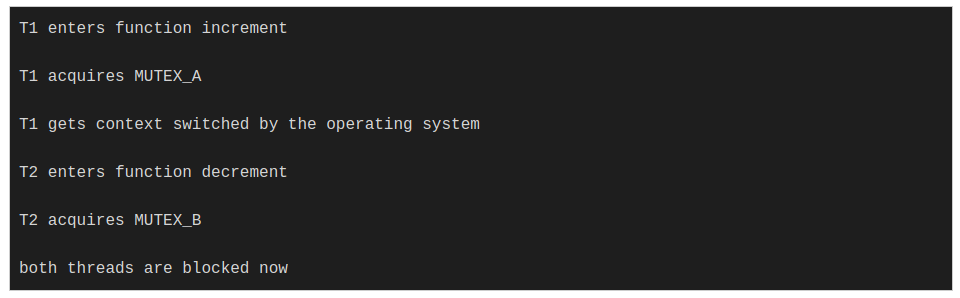 T1 enters function increment
T1 acquires MUTEX_A
T1 gets context switched by the operating system
T2 enters function decrement
T2 acquires MUTEX_B
both threads are blocked now